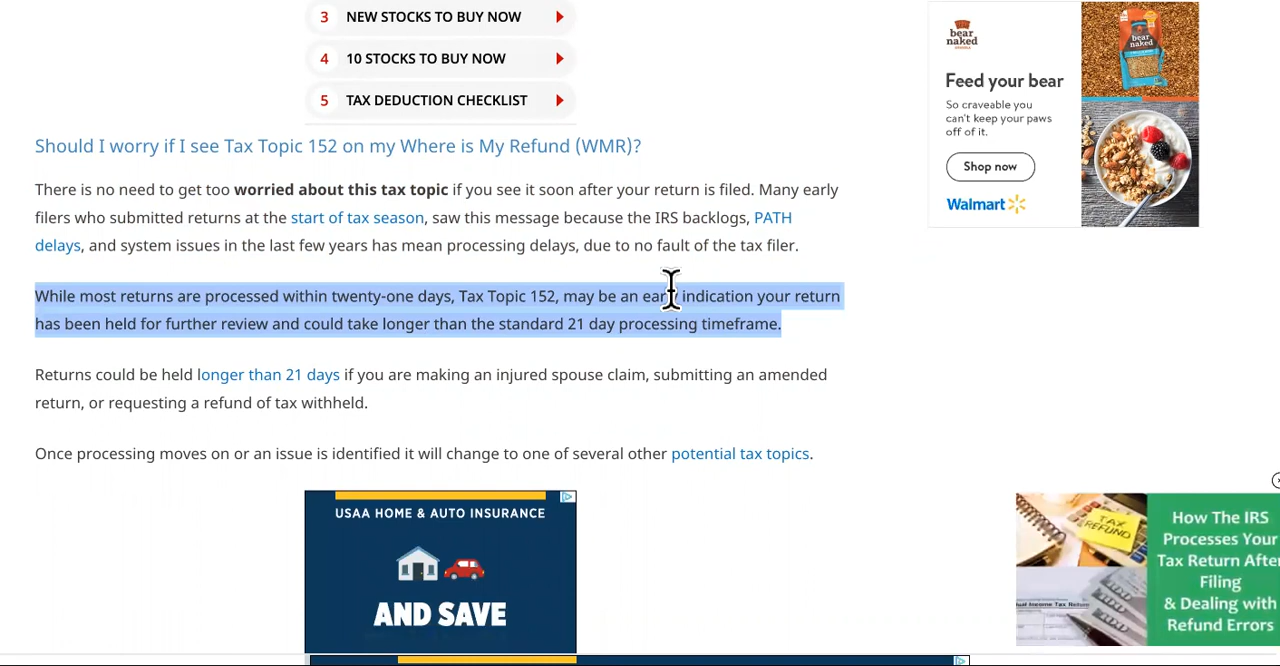 3 NEW STOCKS TO BUY NOW
4 10 STOCKS TO BUY NOW
5 TAX DEDUCTION CHECKLIST
Should I worry if I see Tax Topic 152 on my Where is My Refund (WMR)?
There is no need to get too worried about this tax topic if you see it soon after your return is filed. Many early
filers who submitted returns at the start of tax season, saw this message because the IRS backlogs, PATH
delays, and system issues in the last few years has mean processing delays, due to no fault of the tax filer.
While most returns are processed within twenty-one days, Tax Topic 152, may be an early indication your return
has been held for further review and could take longer than the standard 21 day processing timeframe.
Returns could be held longer than 21 days if you are making an injured spouse claim, submitting an amended
return, or requesting a refund of tax withheld.
Once processing moves on or an issue is identified it will change to one of several other potential tax topics.
USAA HOME & AUTO INSURANCE
AND SAVE
bear
naked
Feed your bear
So craveable you
can't keep your paws
off of it.
Shop now
Walmart
bear
naked
TAX
REFUND
How The IRS
Processes Your
Tax Return After
Filing
& Dealing with
Refund Errors